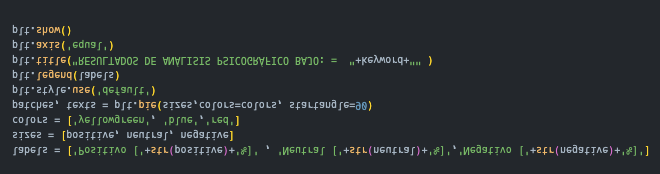 labels = ['Positivo ['+str(positive)+'%]' , 'Neutral ['+str(neutral)+'%]','Negativo ['+str(negative)+'%]']
sizes = [positive, neutral, negative]
colors = ['yellowgreen', 'blue','red']
patches, texts = plt.pie(sizes,colors=colors, startangle=90)
plt.style.use('default')
plt.legend(labels)
plt.title("RESULTADOS DE ANÁLISIS PSICOGRÁFICO BAJO: =  "+keyword+"" )
plt.axis('equal')
plt.show()